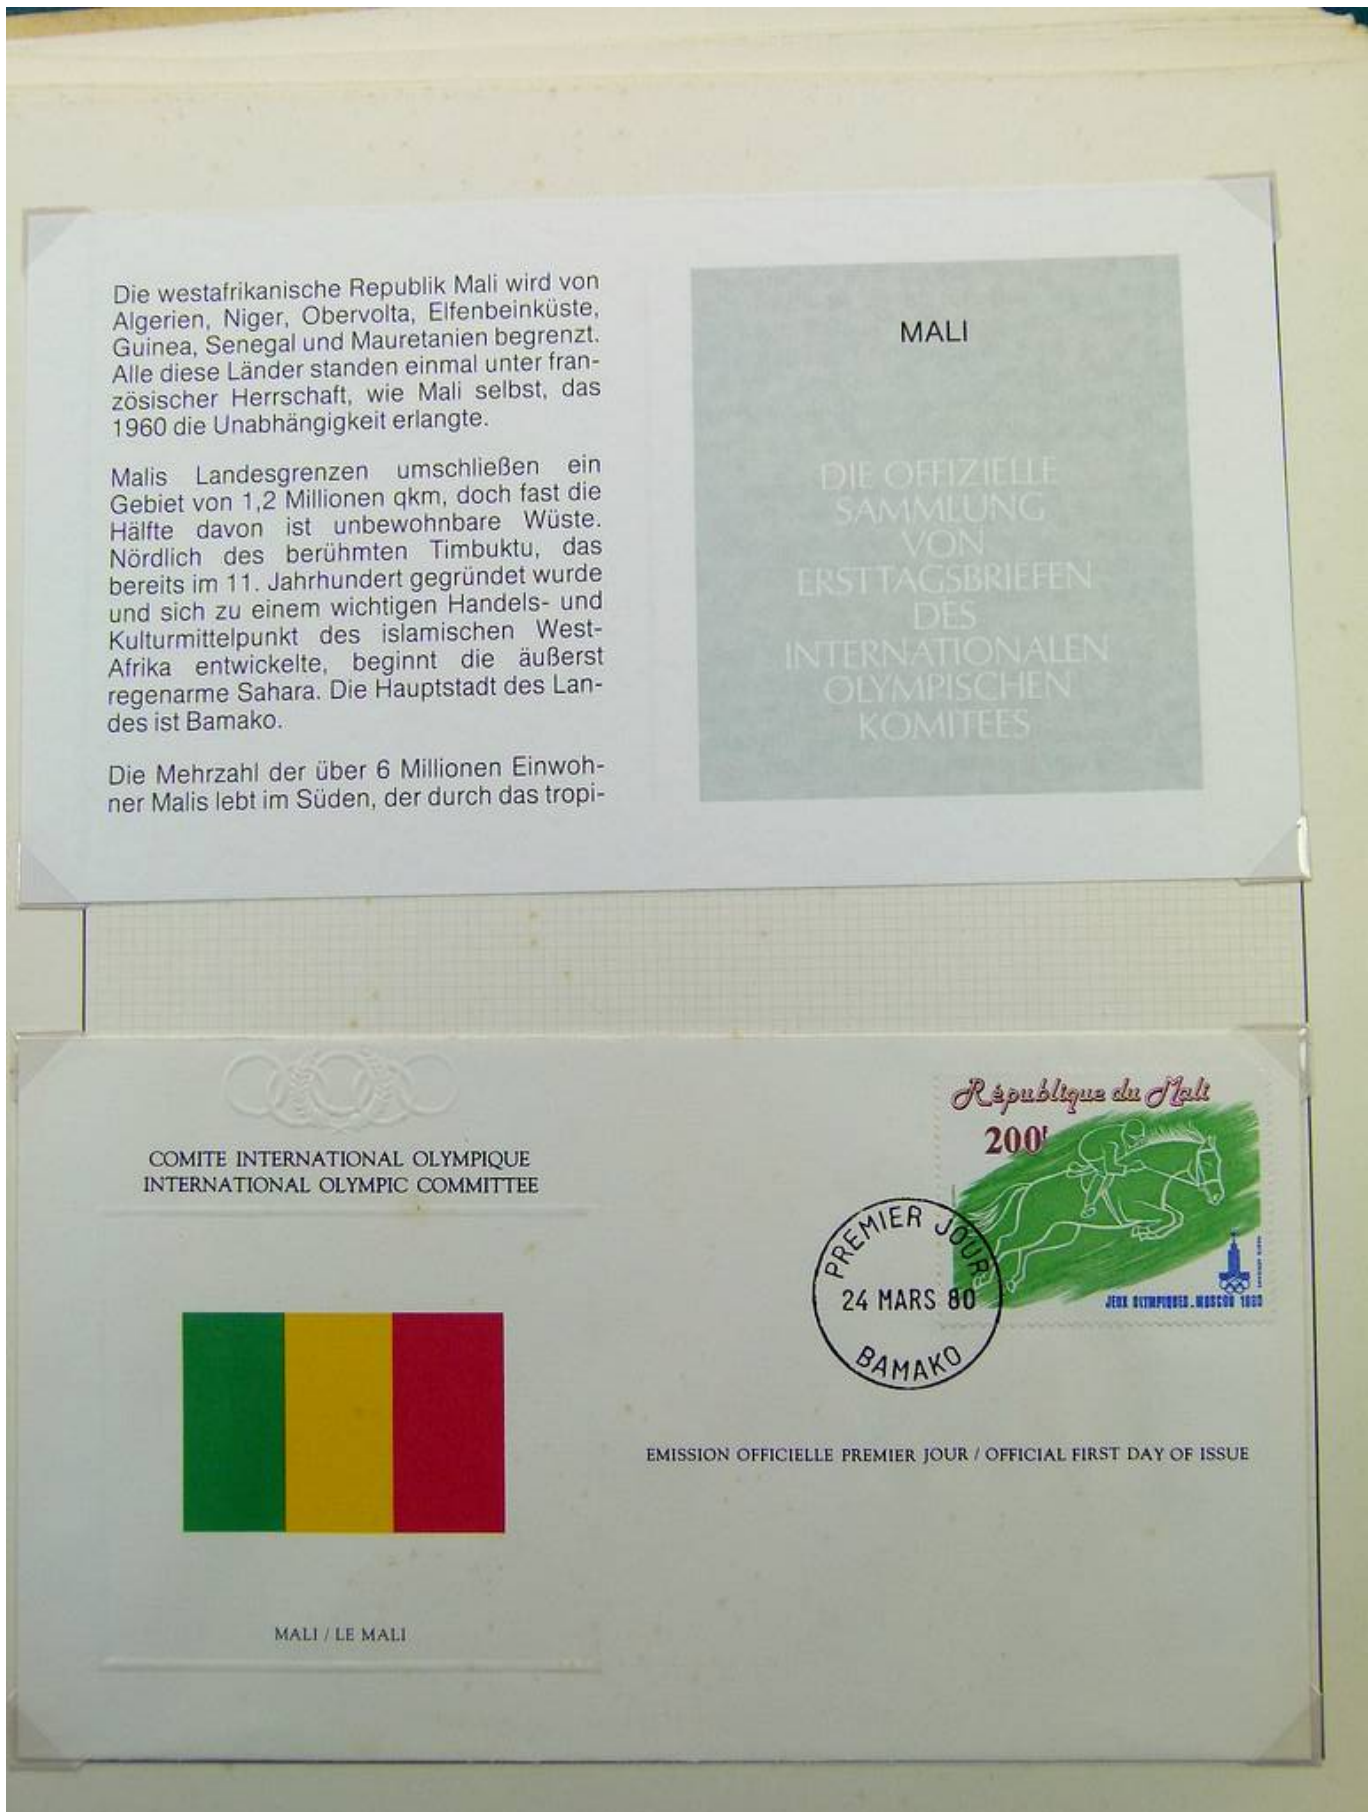 Die westafrikanische Republik Mali wird von
Algerien, Niger, Obervolta, Elfenbeinküste,
Guinea, Senegal und Mauretanien begrenzt.
Alle diese Länder standen einmal unter fran-
zösischer Herrschaft, wie Mali selbst, das
1960 die Unabhängigkeit erlangte.
Malis Landesgrenzen umschließen ein
Gebiet von 1,2 Millionen qkm, doch fast die
Hälfte davon ist unbewohnbare Wüste.
Nördlich des berühmten Timbuktu, das
bereits im 11. Jahrhundert gegründet wurde
und sich zu einem wichtigen Handels- und
Kulturmittelpunkt des islamischen West-
Afrika entwickelte, beginnt die äußerst
regenarme Sahara. Die Hauptstadt des Lan-
des ist Bamako.
Die Mehrzahl der über 6 Millionen Einwoh-
ner Malis lebt im Süden, der durch das tropi-
MALI
DIE OFFIZIELLE
SAMMLUNG
VON
ERSTTAGSBRIEFEN
DES
INTERNATIONALEN
OLYMPISCHEN
KOMITEES
COMITE INTERNATIONAL OLYMPIQUE
INTERNATIONAL OLYMPIC COMMITTEE
MALI / LE MALI
République du Mali
200f
JEUX OLYMPIQUES . MOSCOU 1980
PREMIER JOUR
24 MARS 80
BAMAKO
EMISSION OFFICIELLE PREMIER JOUR / OFFICIAL FIRST DAY OF ISSUE